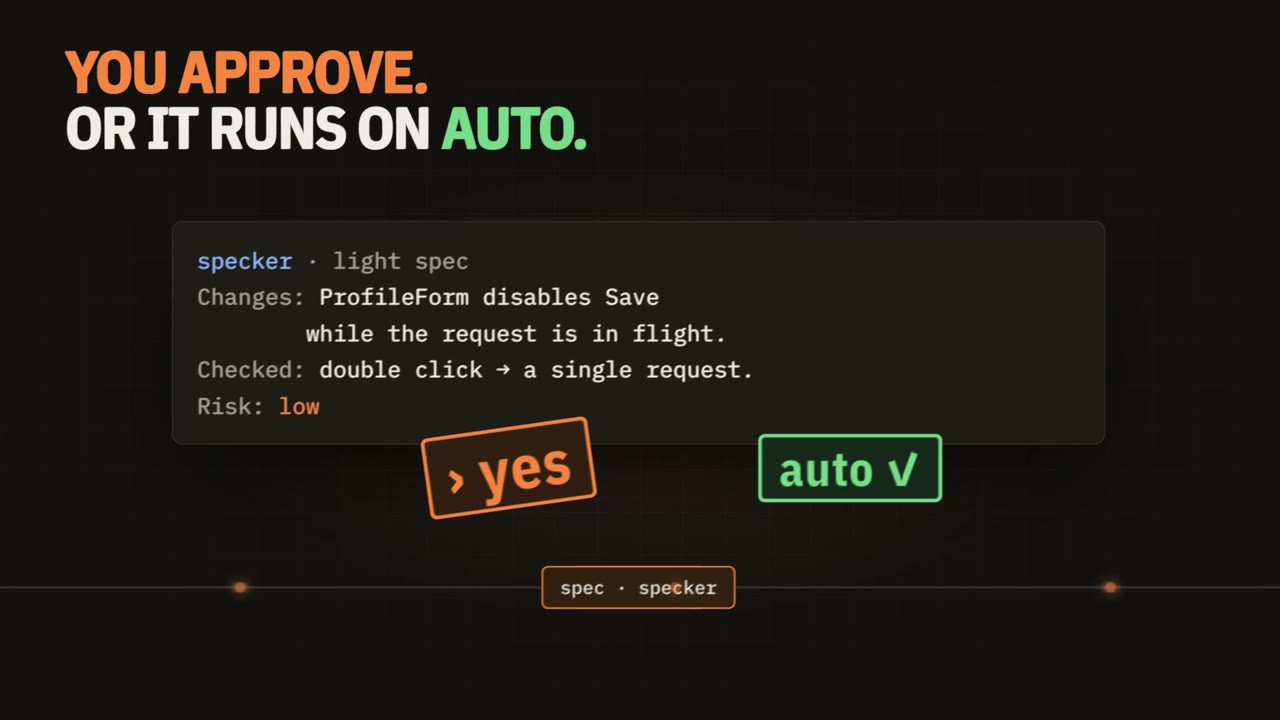 YOU APPROVE.
OR IT RUNS ON AUTO.
specker · light spec
Changes: ProfileForm disables Save
while the request is in flight.
Checked: double click → a single request.
Risk: low
› yes
auto ✓
spec · specker